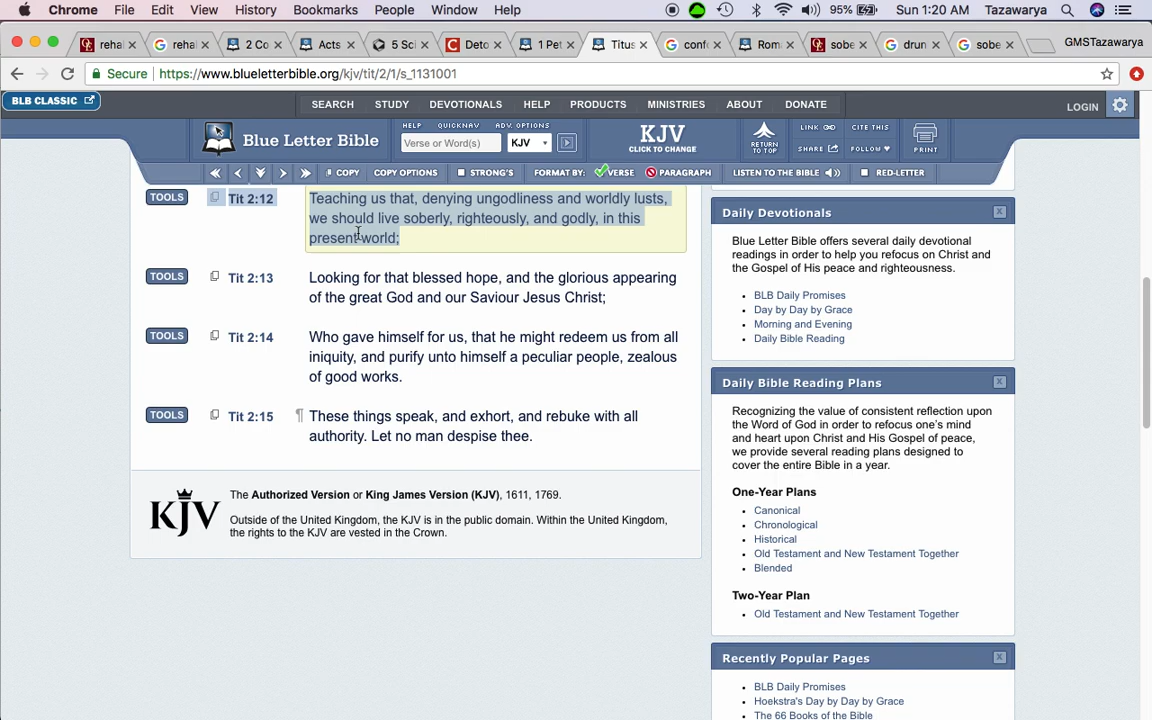 Chrome File Edit View History Bookmarks People Window Help 95% Sun 1:20 AM Tazawarya
rehal rehal 2 Co Acts 5 Sci Deto 1 Pet Titus confo Roma sobe drun sobe GMSTazawarya
Secure https://www.blueletterbible.org/kjv/tit/2/1/s_1131001
BLB CLASSIC SEARCH STUDY DEVOTIONALS HELP PRODUCTS MINISTRIES ABOUT DONATE LOGIN
HELP QUICKNAV ADV. OPTIONS
Blue Letter Bible Verse or Word(s) KJV KJV CLICK TO CHANGE RETURN TO TOP LINK CITE THIS SHARE FOLLOW PRINT
COPY COPY OPTIONS STRONG'S FORMAT BY: VERSE PARAGRAPH LISTEN TO THE BIBLE RED-LETTER
TOOLS Tit 2:12 Teaching us that, denying ungodliness and worldly lusts,
we should live soberly, righteously, and godly, in this
present world;
TOOLS Tit 2:13 Looking for that blessed hope, and the glorious appearing
of the great God and our Saviour Jesus Christ;
TOOLS Tit 2:14 Who gave himself for us, that he might redeem us from all
iniquity, and purify unto himself a peculiar people, zealous
of good works.
TOOLS Tit 2:15 ¶ These things speak, and exhort, and rebuke with all
authority. Let no man despise thee.
KJV
The Authorized Version or King James Version (KJV), 1611, 1769.
Outside of the United Kingdom, the KJV is in the public domain. Within the United Kingdom,
the rights to the KJV are vested in the Crown.
Daily Devotionals
Blue Letter Bible offers several daily devotional
readings in order to help you refocus on Christ and
the Gospel of His peace and righteousness.
BLB Daily Promises
Day by Day by Grace
Morning and Evening
Daily Bible Reading
Daily Bible Reading Plans
Recognizing the value of consistent reflection upon
the Word of God in order to refocus one's mind
and heart upon Christ and His Gospel of peace,
we provide several reading plans designed to
cover the entire Bible in a year.
One-Year Plans
Canonical
Chronological
Historical
Old Testament and New Testament Together
Blended
Two-Year Plan
Old Testament and New Testament Together
Recently Popular Pages
BLB Daily Promises
Hoekstra's Day by Day by Grace
The 66 Books of the Bible